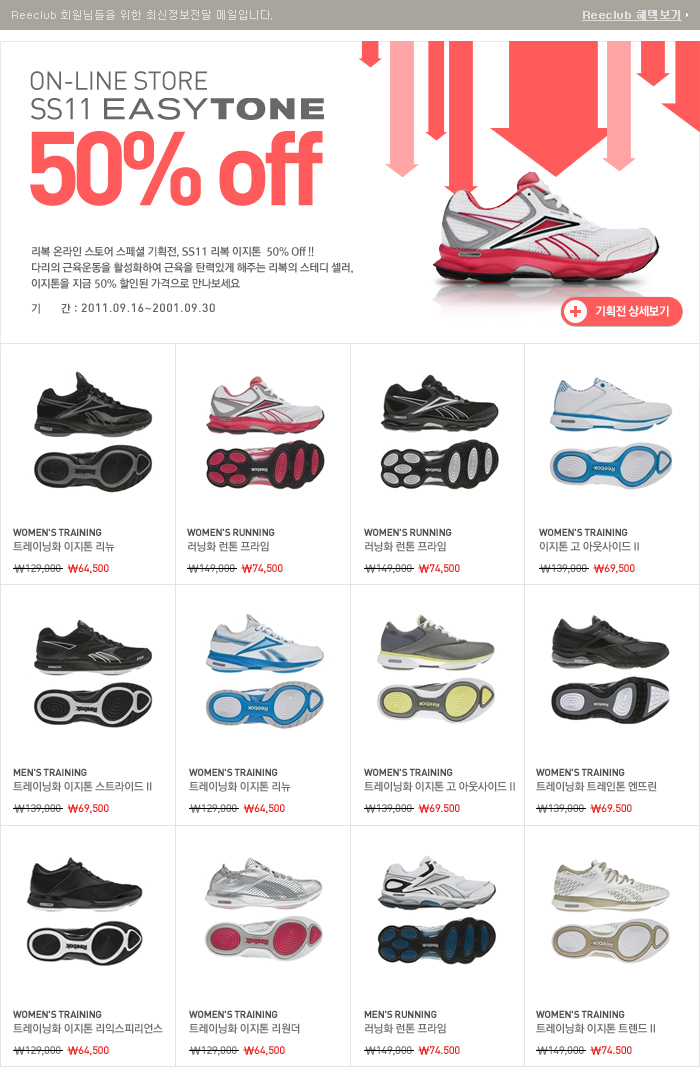 Reeclub 회원님들을 위한 최신정보전달 메일입니다.
Reeclub 혜택보기
ON-LINE STORE
SS11 EASYTONE
50% off
리복 온라인 스토어 스페셜 기획전, SS11 리복 이지톤 50% Off !!
다리의 근육운동을 활성화하여 근육을 탄력있게 해주는 리복의 스테디 셀러,
이지톤을 지금 50% 할인된 가격으로 만나보세요
기 간 : 2011.09.16~2001.09.30
기획전 상세보기
WOMEN'S TRAINING
트레이닝화 이지톤 리뉴
₩129,000 ₩64,500
WOMEN'S RUNNING
러닝화 런톤 프라임
₩149,000 ₩74,500
WOMEN'S RUNNING
러닝화 런톤 프라임
₩149,000 ₩74,500
WOMEN'S TRAINING
이지톤 고 아웃사이드 II
₩139,000 ₩69,500
MEN'S TRAINING
트레이닝화 이지톤 스트라이드 II
₩139,000 ₩69,500
WOMEN'S TRAINING
트레이닝화 이지톤 리뉴
₩129,000 ₩64,500
WOMEN'S TRAINING
트레이닝화 이지톤 고 아웃사이드 II
₩139,000 ₩69.500
WOMEN'S TRAINING
트레이닝화 트레인톤 엔뜨린
₩139,000 ₩69.500
WOMEN'S TRAINING
트레이닝화 이지톤 리익스피리언스
₩129,000 ₩64,500
WOMEN'S TRAINING
트레이닝화 이지톤 리원더
₩129,000 ₩64,500
MEN'S RUNNING
러닝화 런톤 프라임
₩149,000 ₩74.500
WOMEN'S TRAINING
트레이닝화 이지톤 트렌드 II
₩149,000 ₩74.500